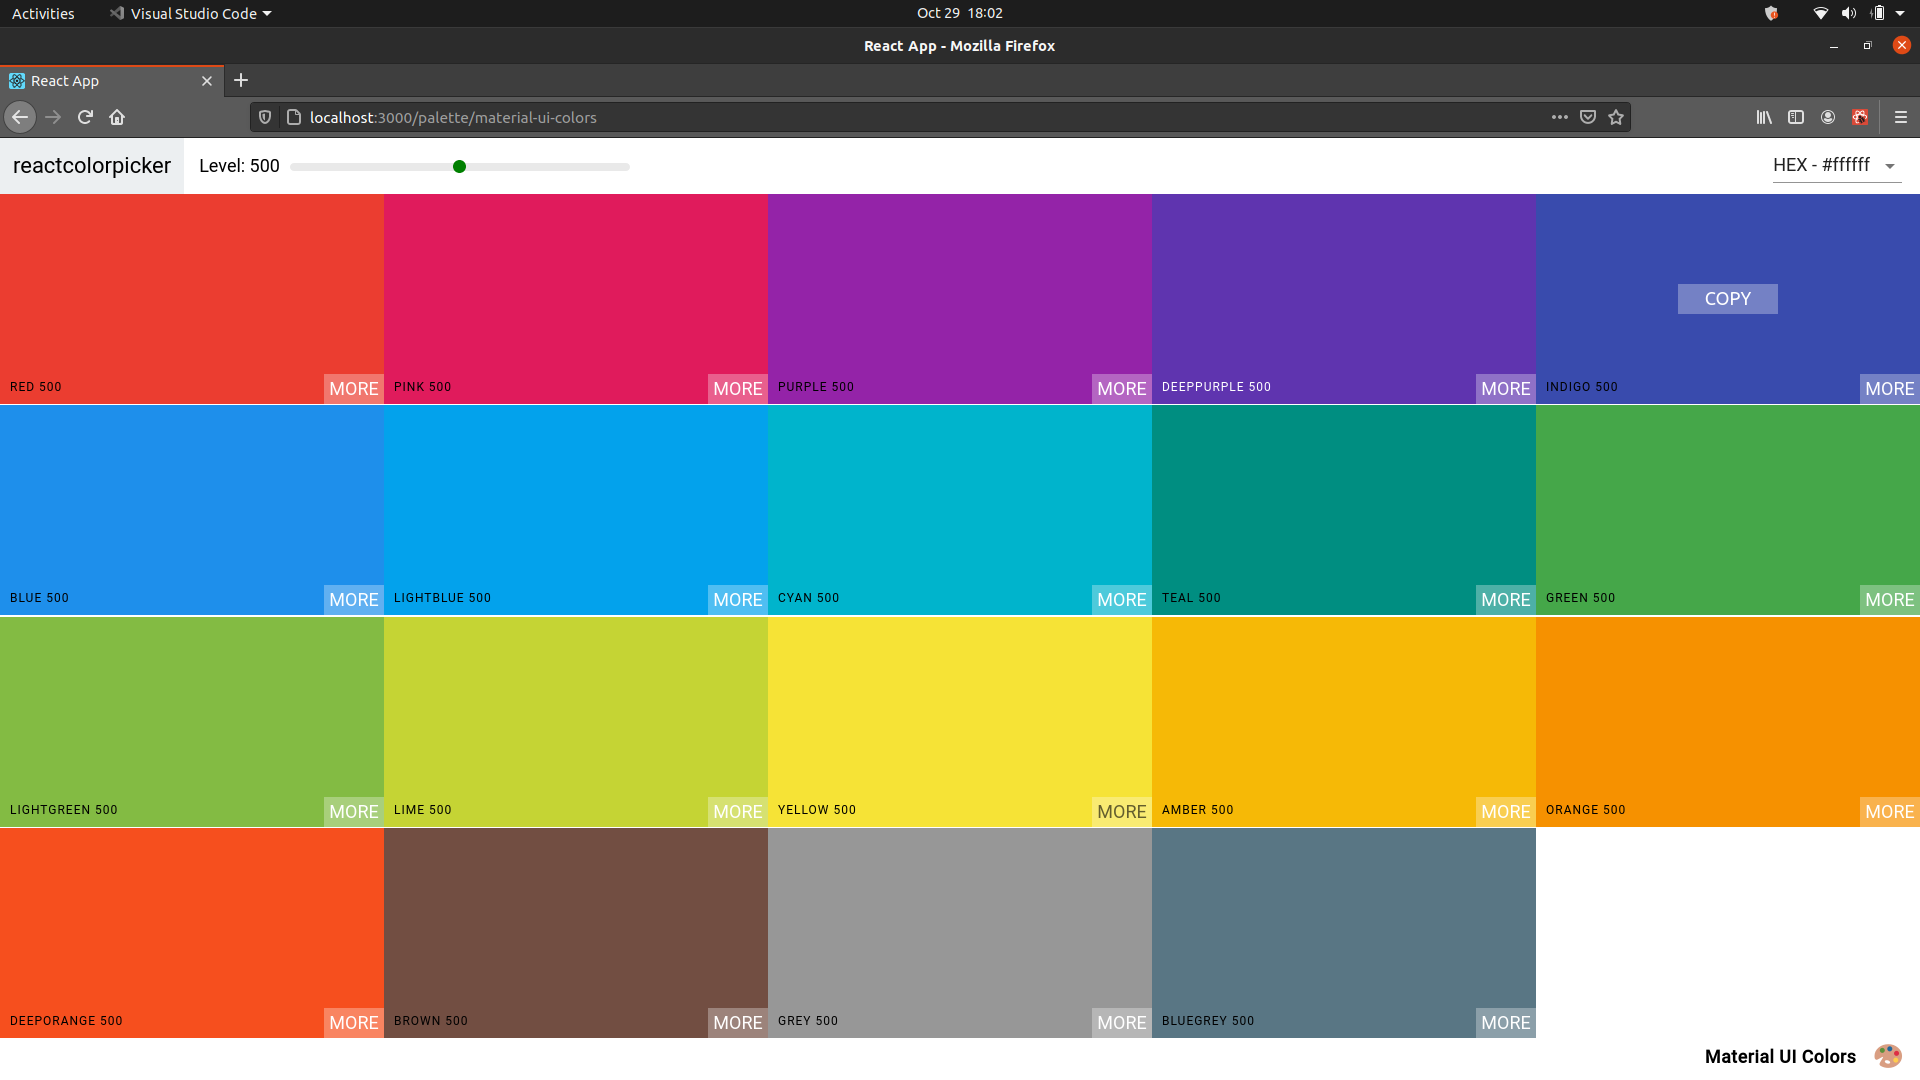 Activities Visual Studio Code Oct 29 18:02
React App - Mozilla Firefox
React App
localhost:3000/palette/material-ui-colors
reactcolorpicker Level: 500 HEX - #ffffff
COPY
RED 500 MORE PINK 500 MORE PURPLE 500 MORE DEEPPURPLE 500 MORE INDIGO 500 MORE
BLUE 500 MORE LIGHTBLUE 500 MORE CYAN 500 MORE TEAL 500 MORE GREEN 500 MORE
LIGHTGREEN 500 MORE LIME 500 MORE YELLOW 500 MORE AMBER 500 MORE ORANGE 500 MORE
DEEPORANGE 500 MORE BROWN 500 MORE GREY 500 MORE BLUEGREY 500 MORE
Material UI Colors